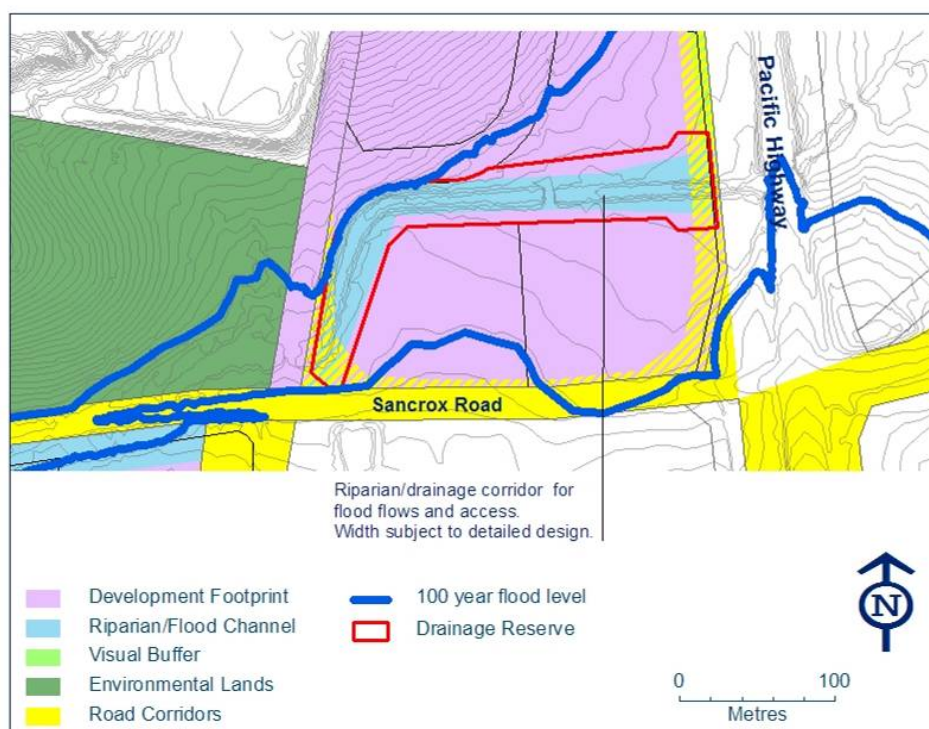 Pacific Highway
Sancrox Road
Riparian/drainage corridor for
flood flows and access.
Width subject to detailed design.
Development Footprint
Riparian/Flood Channel
Visual Buffer
Environmental Lands
Road Corridors
100 year flood level
Drainage Reserve
N
0 100
Metres